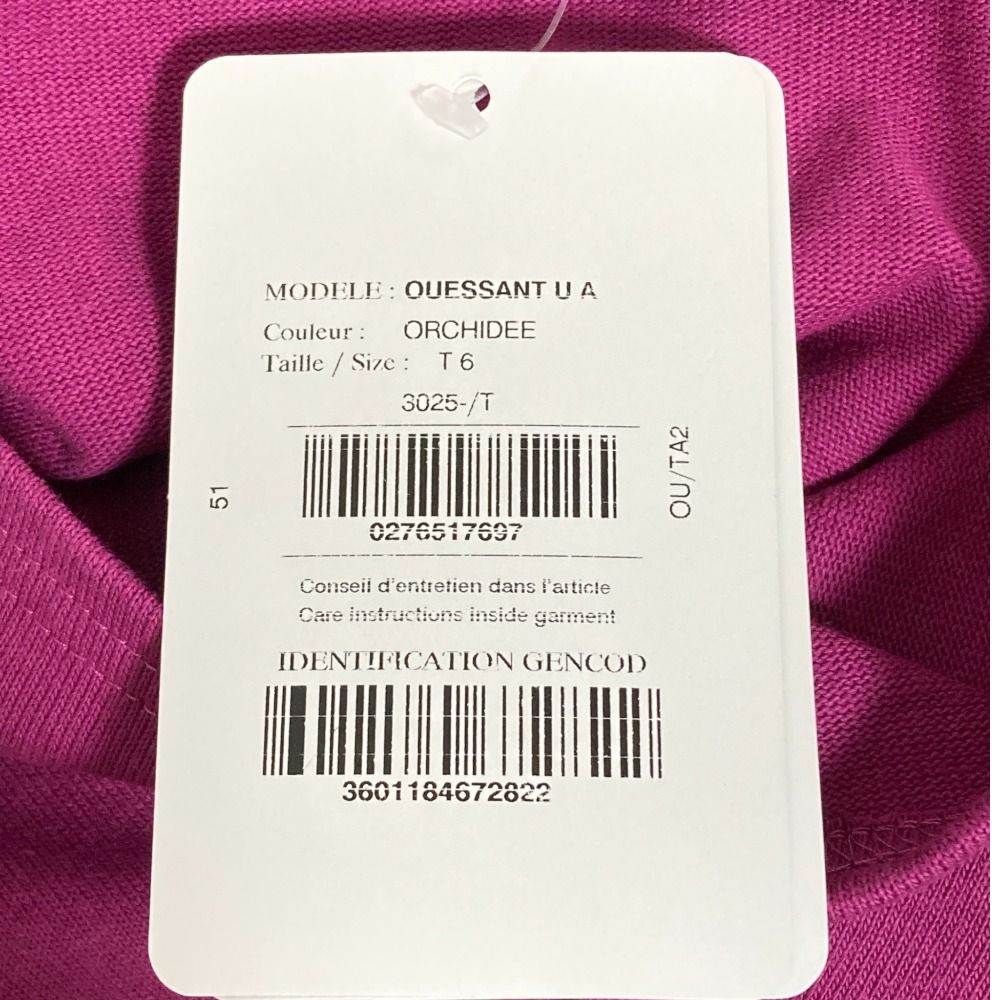 MODELE : OUESSANT U A
Couleur : ORCHIDEE
Taille / Size : T 6
3025-/T
51
OU/TA2
0276517697
Conseil d'entretien dans l'article
Care instructions inside garment
IDENTIFICATION GENCOD
3601184672822